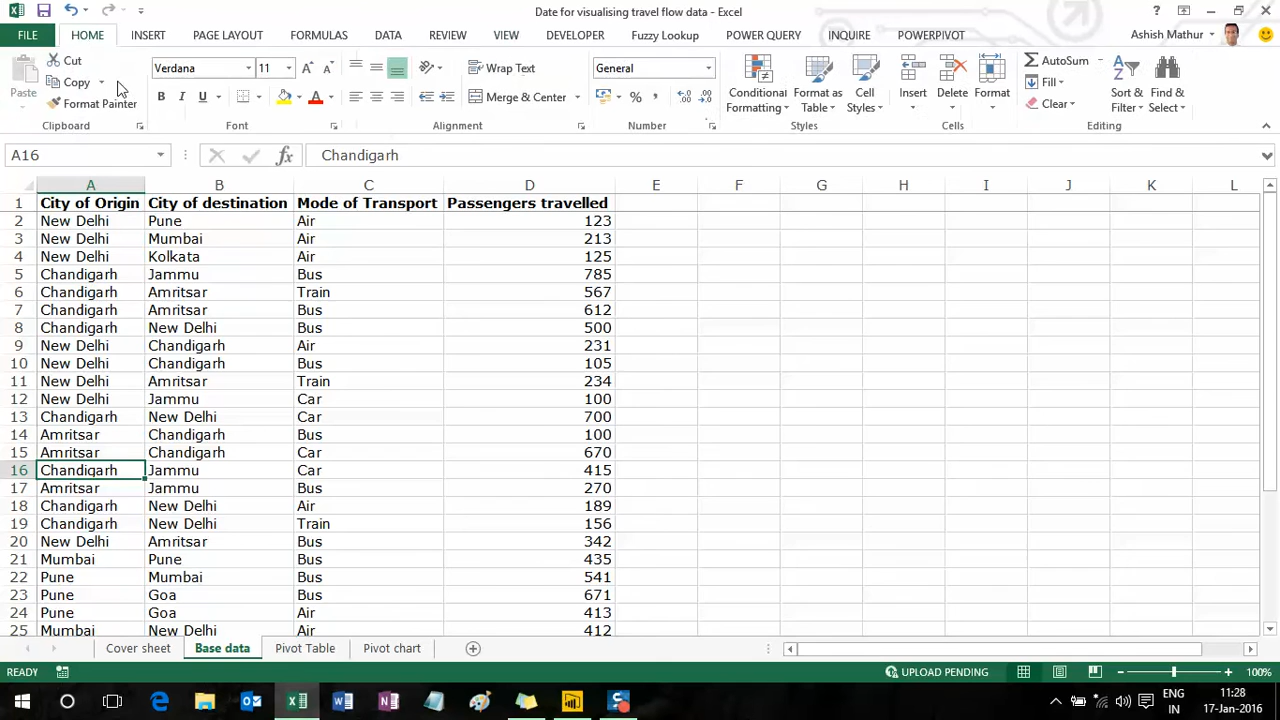 Date for visualising travel flow data - Excel
FILE HOME INSERT PAGE LAYOUT FORMULAS DATA REVIEW VIEW DEVELOPER Fuzzy Lookup POWER QUERY INQUIRE POWERPIVOT Ashish Mathur
Paste Cut Copy Format Painter
Verdana 11
B I U A
Wrap Text
Merge & Center
General
%
Conditional Formatting
Format as Table
Cell Styles
Insert Delete Format
AutoSum
Fill
Clear
Sort & Filter
Find & Select
Clipboard Font Alignment Number Styles Cells Editing
A16 fx Chandigarh
A B C D E F G H I J K L
1 City of Origin City of destination Mode of Transport Passengers travelled
2 New Delhi Pune Air 123
3 New Delhi Mumbai Air 213
4 New Delhi Kolkata Air 125
5 Chandigarh Jammu Bus 785
6 Chandigarh Amritsar Train 567
7 Chandigarh Amritsar Bus 612
8 Chandigarh New Delhi Bus 500
9 New Delhi Chandigarh Air 231
10 New Delhi Chandigarh Bus 105
11 New Delhi Amritsar Train 234
12 New Delhi Jammu Car 100
13 Chandigarh New Delhi Car 700
14 Amritsar Chandigarh Bus 100
15 Amritsar Chandigarh Car 670
16 Chandigarh Jammu Car 415
17 Amritsar Jammu Bus 270
18 Chandigarh New Delhi Air 189
19 Chandigarh New Delhi Train 156
20 New Delhi Amritsar Bus 342
21 Mumbai Pune Bus 435
22 Pune Mumbai Bus 541
23 Pune Goa Bus 671
24 Pune Goa Air 413
25 Mumbai New Delhi Air 412
Cover sheet Base data Pivot Table Pivot chart
READY UPLOAD PENDING 100%
ENG 11:28
IN 17-Jan-2016